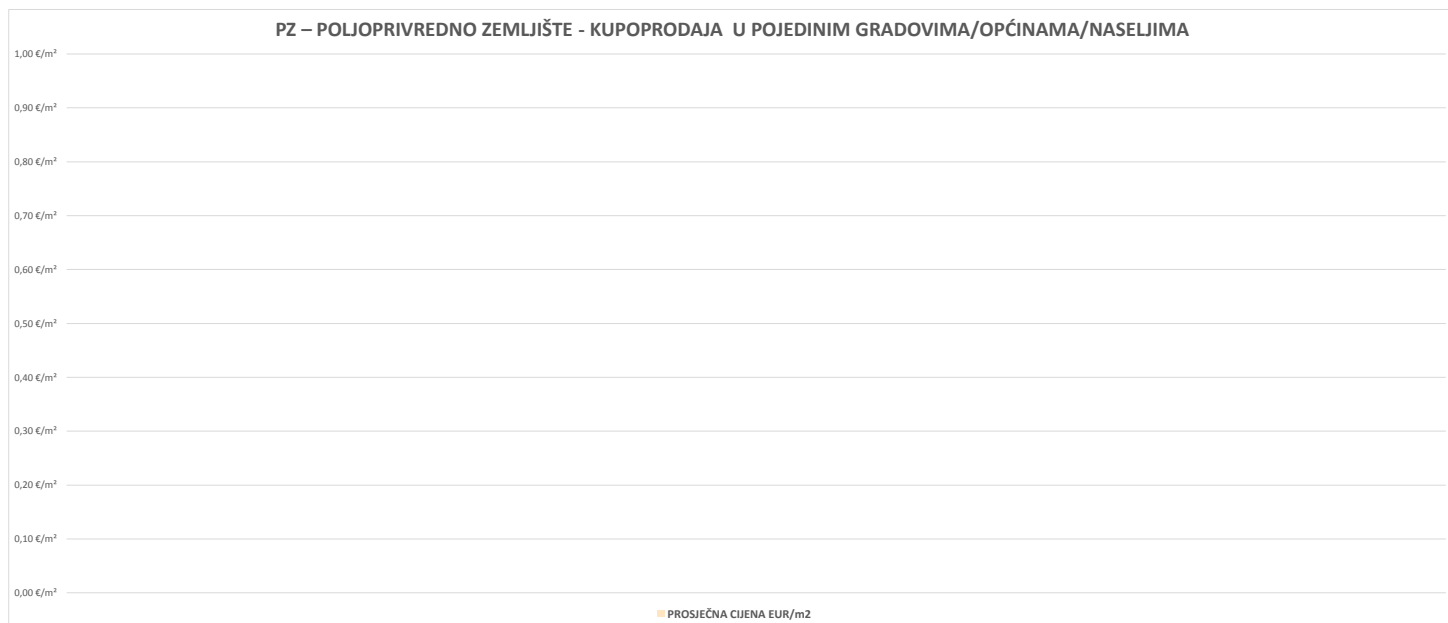 PZ – POLJOPRIVREDNO ZEMLJIŠTE - KUPOPRODAJA  U POJEDINIM GRADOVIMA/OPĆINAMA/NASELJIMA
1,00 €/m²
0,90 €/m²
0,80 €/m²
0,70 €/m²
0,60 €/m²
0,50 €/m²
0,40 €/m²
0,30 €/m²
0,20 €/m²
0,10 €/m²
0,00 €/m²
PROSJEČNA CIJENA EUR/m2